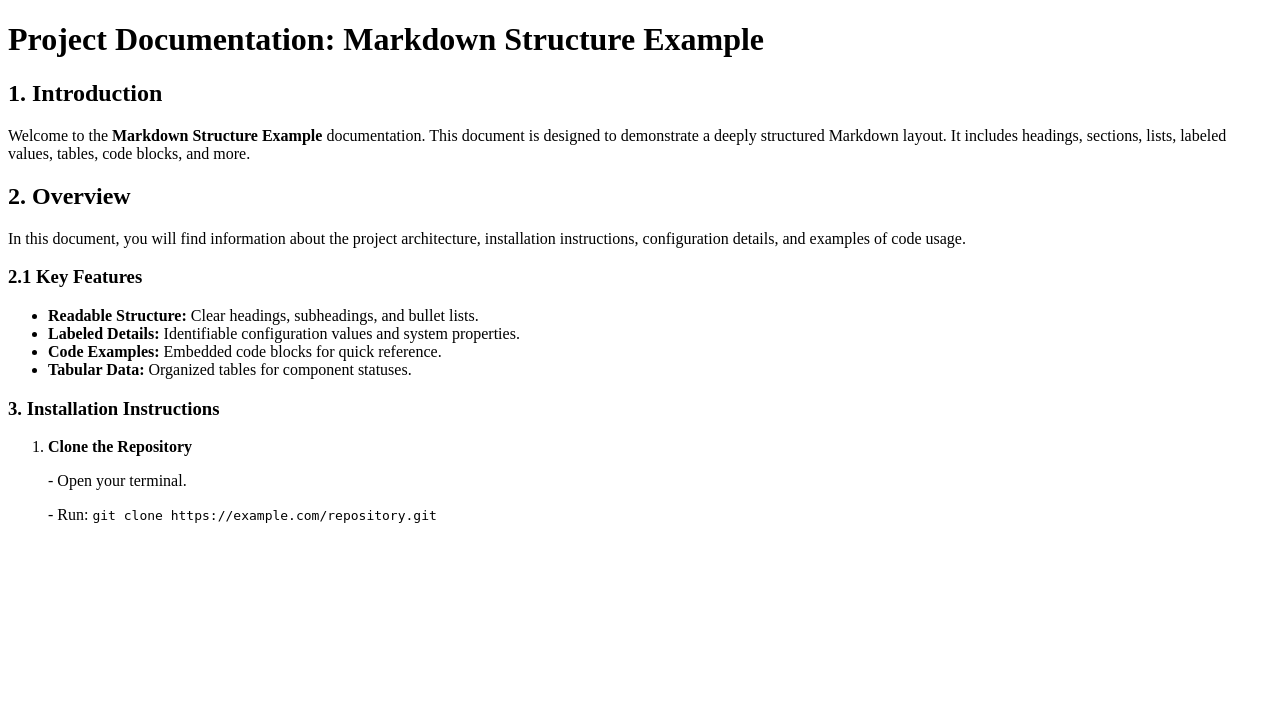 Project Documentation: Markdown Structure Example
1. Introduction
Welcome to the Markdown Structure Example documentation. This document is designed to demonstrate a deeply structured Markdown layout. It includes headings, sections, lists, labeled
values, tables, code blocks, and more.
2. Overview
In this document, you will find information about the project architecture, installation instructions, configuration details, and examples of code usage.
2.1 Key Features
• Readable Structure: Clear headings, subheadings, and bullet lists.
• Labeled Details: Identifiable configuration values and system properties.
• Code Examples: Embedded code blocks for quick reference.
• Tabular Data: Organized tables for component statuses.
3. Installation Instructions
1. Clone the Repository
- Open your terminal.
- Run: git clone https://example.com/repository.git